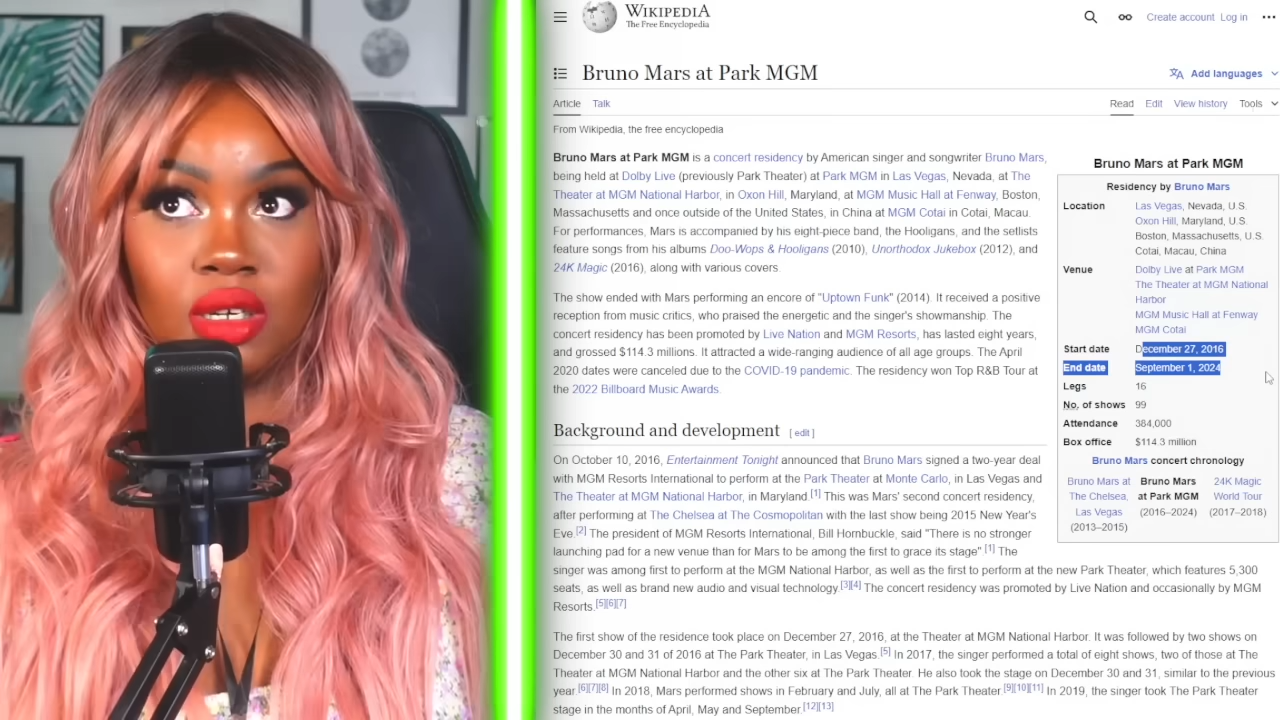 WIKIPEDIA
The Free Encyclopedia
Create account Log in
Bruno Mars at Park MGM
Add languages
Article Talk
Read Edit View history Tools
From Wikipedia, the free encyclopedia
Bruno Mars at Park MGM is a concert residency by American singer and songwriter Bruno Mars,
being held at Dolby Live (previously Park Theater) at Park MGM in Las Vegas, Nevada, at The
Theater at MGM National Harbor, in Oxon Hill, Maryland, at MGM Music Hall at Fenway, Boston,
Massachusetts and once outside of the United States, in China at MGM Cotai in Cotai, Macau.
For performances, Mars is accompanied by his eight-piece band, the Hooligans, and the setlists
feature songs from his albums Doo-Wops & Hooligans (2010), Unorthodox Jukebox (2012), and
24K Magic (2016), along with various covers.
The show ended with Mars performing an encore of "Uptown Funk" (2014). It received a positive
reception from music critics, who praised the energetic and the singer's showmanship. The
concert residency has been promoted by Live Nation and MGM Resorts, has lasted eight years,
and grossed $114.3 millions. It attracted a wide-ranging audience of all age groups. The April
2020 dates were canceled due to the COVID-19 pandemic. The residency won Top R&B Tour at
the 2022 Billboard Music Awards.
Bruno Mars at Park MGM
Residency by Bruno Mars
Location Las Vegas, Nevada, U.S.
Oxon Hill, Maryland, U.S.
Boston, Massachusetts, U.S.
Cotai, Macau, China
Venue Dolby Live at Park MGM
The Theater at MGM National
Harbor
MGM Music Hall at Fenway
MGM Cotai
Start date December 27, 2016
End date September 1, 2024
Legs 16
No. of shows 99
Attendance 384,000
Box office $114.3 million
Bruno Mars concert chronology
Bruno Mars at
The Chelsea,
Las Vegas
(2013–2015)
Bruno Mars
at Park MGM
(2016–2024)
24K Magic
World Tour
(2017–2018)
Background and development [ edit ]
On October 10, 2016, Entertainment Tonight announced that Bruno Mars signed a two-year deal
with MGM Resorts International to perform at the Park Theater at Monte Carlo, in Las Vegas and
The Theater at MGM National Harbor, in Maryland.[1] This was Mars' second concert residency,
after performing at The Chelsea at The Cosmopolitan with the last show being 2015 New Year's
Eve.[2] The president of MGM Resorts International, Bill Hornbuckle, said "There is no stronger
launching pad for a new venue than for Mars to be among the first to grace its stage" [1] The
singer was among first to perform at the MGM National Harbor, as well as the first to perform at the new Park Theater, which features 5,300
seats, as well as brand new audio and visual technology.[3][4] The concert residency was promoted by Live Nation and occasionally by MGM
Resorts.[5][6][7]
The first show of the residence took place on December 27, 2016, at the Theater at MGM National Harbor. It was followed by two shows on
December 30 and 31 of 2016 at The Park Theater, in Las Vegas.[5] In 2017, the singer performed a total of eight shows, two of those at The
Theater at MGM National Harbor and the other six at The Park Theater. He also took the stage on December 30 and 31, similar to the previous
year.[6][7][8] In 2018, Mars performed shows in February and July, all at The Park Theater.[9][10][11] In 2019, the singer took The Park Theater
stage in the months of April, May and September.[12][13]